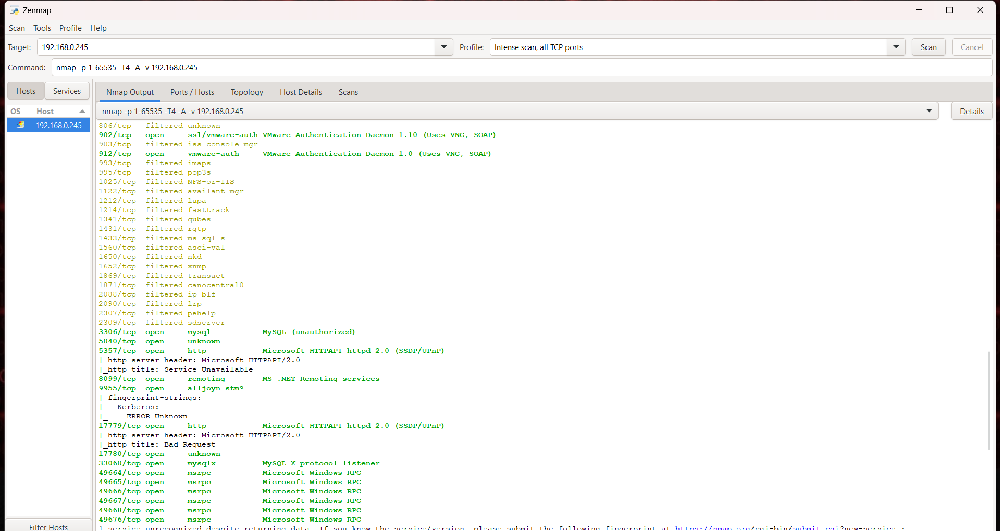 Zenmap
Scan Tools Profile Help
Target: 192.168.0.245 Profile: Intense scan, all TCP ports Scan Cancel
Command: nmap -p 1-65535 -T4 -A -v 192.168.0.245
Hosts Services
Nmap Output Ports / Hosts Topology Host Details Scans
OS Host
192.168.0.245
nmap -p 1-65535 -T4 -A -v 192.168.0.245 Details
806/tcp filtered unknown
902/tcp open ssl/vmware-auth VMware Authentication Daemon 1.10 (Uses VNC, SOAP)
903/tcp filtered iss-console-mgr
912/tcp open vmware-auth VMware Authentication Daemon 1.0 (Uses VNC, SOAP)
993/tcp filtered imaps
995/tcp filtered pop3s
1025/tcp filtered NFS-or-IIS
1122/tcp filtered availant-mgr
1212/tcp filtered lupa
1214/tcp filtered fasttrack
1341/tcp filtered qubes
1431/tcp filtered rgtp
1433/tcp filtered ms-sql-s
1560/tcp filtered asci-val
1650/tcp filtered nkd
1652/tcp filtered xnmp
1869/tcp filtered transact
1871/tcp filtered canocentral0
2088/tcp filtered ip-blf
2090/tcp filtered lrp
2307/tcp filtered pehelp
2309/tcp filtered sdserver
3306/tcp open mysql MySQL (unauthorized)
5040/tcp open unknown
5357/tcp open http Microsoft HTTPAPI httpd 2.0 (SSDP/UPnP)
|_http-server-header: Microsoft-HTTPAPI/2.0
|_http-title: Service Unavailable
8099/tcp open remoting MS .NET Remoting services
9955/tcp open alljoyn-stm?
| fingerprint-strings:
| Kerberos:
|_ ERROR Unknown
17779/tcp open http Microsoft HTTPAPI httpd 2.0 (SSDP/UPnP)
|_http-server-header: Microsoft-HTTPAPI/2.0
|_http-title: Bad Request
17780/tcp open unknown
33060/tcp open mysqlx MySQL X protocol listener
49664/tcp open msrpc Microsoft Windows RPC
49665/tcp open msrpc Microsoft Windows RPC
49666/tcp open msrpc Microsoft Windows RPC
49667/tcp open msrpc Microsoft Windows RPC
49668/tcp open msrpc Microsoft Windows RPC
49676/tcp open msrpc Microsoft Windows RPC
1 service unrecognized despite returning data. If you know the service/version, please submit the following fingerprint at https://nmap.org/cgi-bin/submit.cgi?new-service :
Filter Hosts